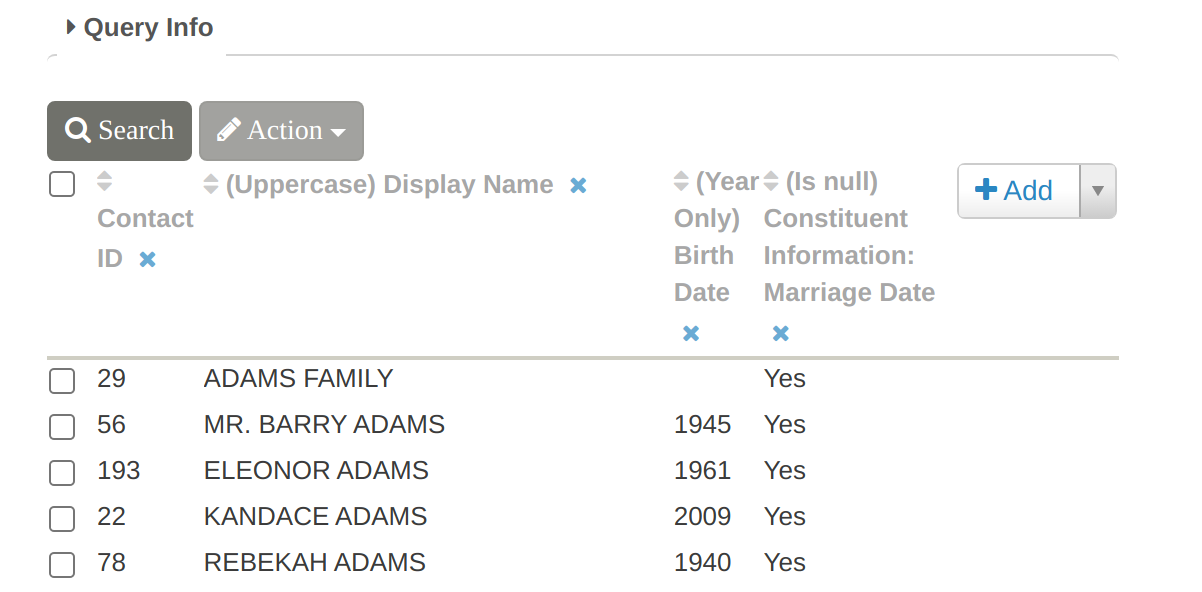 Query Info
Search Action
Contact ID
(Uppercase) Display Name
(Year Only) Birth Date
(Is null) Constituent Information: Marriage Date
Add
29 ADAMS FAMILY Yes
56 MR. BARRY ADAMS 1945 Yes
193 ELEONOR ADAMS 1961 Yes
22 KANDACE ADAMS 2009 Yes
78 REBEKAH ADAMS 1940 Yes